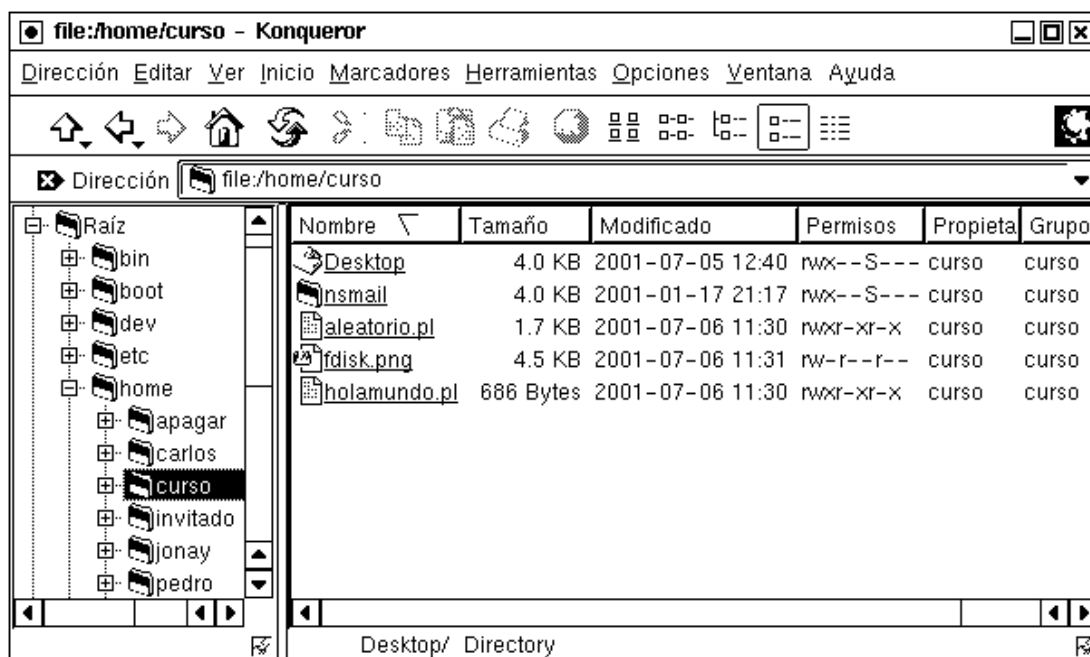 file:/home/curso - Konqueror
Dirección Editar Ver Inicio Marcadores Herramientas Opciones Ventana Ayuda
Dirección file:/home/curso
Raíz
bin
boot
dev
etc
home
apagar
carlos
curso
invitado
jonay
pedro
Nombre Tamaño Modificado Permisos Propieta Grupo
Desktop 4.0 KB 2001-07-05 12:40 rwx--S--- curso curso
nsmail 4.0 KB 2001-01-17 21:17 rwx--S--- curso curso
aleatorio.pl 1.7 KB 2001-07-06 11:30 rwxr-xr-x curso curso
fdisk.png 4.5 KB 2001-07-06 11:31 rw-r--r-- curso curso
holamundo.pl 686 Bytes 2001-07-06 11:30 rwxr-xr-x curso curso
Desktop/ Directory